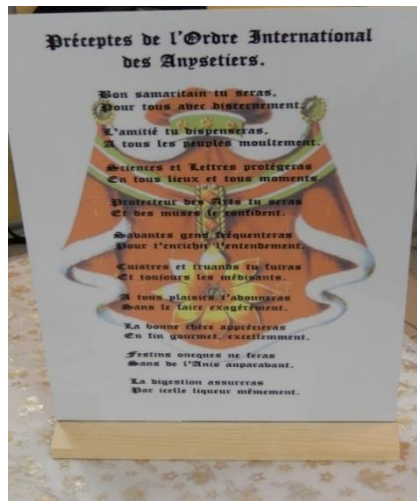 Préceptes de l'Ordre International
des Anysetiers.
Bon samaritain tu seras,
Pour tous avec discernement.
L'amitié tu dispenseras,
A tous les peuples moultement.
Sciences et Lettres protégeras
En tous lieux et tous moments.
Protecteur des Arts tu seras
Et des muses le confident.
Savantes gens fréquenteras
Pour t'enrichir l'entendement.
Cuistres et truands tu fuiras
Et toujours les médisants.
A tous plaisirs t'adonneras
Sans le faire exagérément.
La bonne chère apprécieras
En fin gourmet, excellemment.
Festins oncques ne feras
Sans de l'Anis auparavant.
La digestion assureras
Par icelle liqueur mêmement.